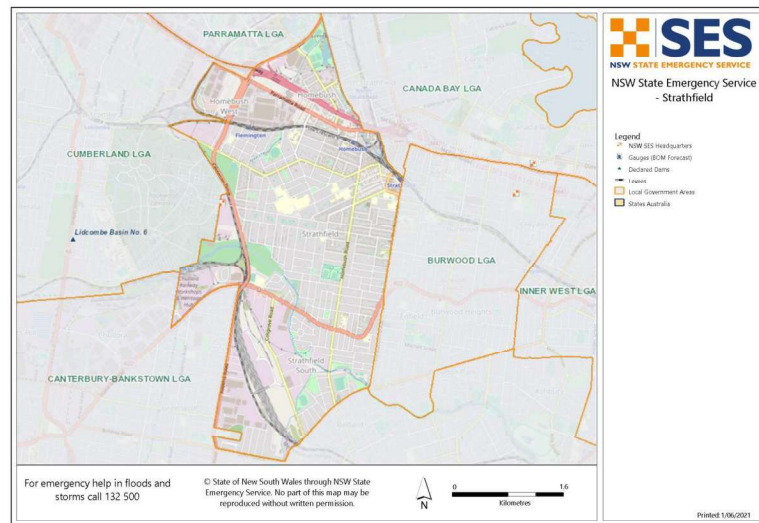 PARRAMATTA LGA
CANADA BAY LGA
Homebush
Parramatta Road
Homebush
West
Flemington
Homebush
CUMBERLAND LGA
Lidcombe Basin No. 6
Strathfield
BURWOOD LGA
INNER WEST LGA
Strathfield
South
CANTERBURY-BANKSTOWN LGA
SES
NSW STATE EMERGENCY SERVICE
NSW State Emergency Service
- Strathfield
Legend
NSW SES Headquarters
Gauges (BOM Forecast)
Declared Dams
Levees
Local Government Areas
States Australia
For emergency help in floods and
storms call 132 500
© State of New South Wales through NSW State
Emergency Service. No part of this map may be
reproduced without written permission.
N
0
1.6
Kilometres
Printed: 1/06/2021